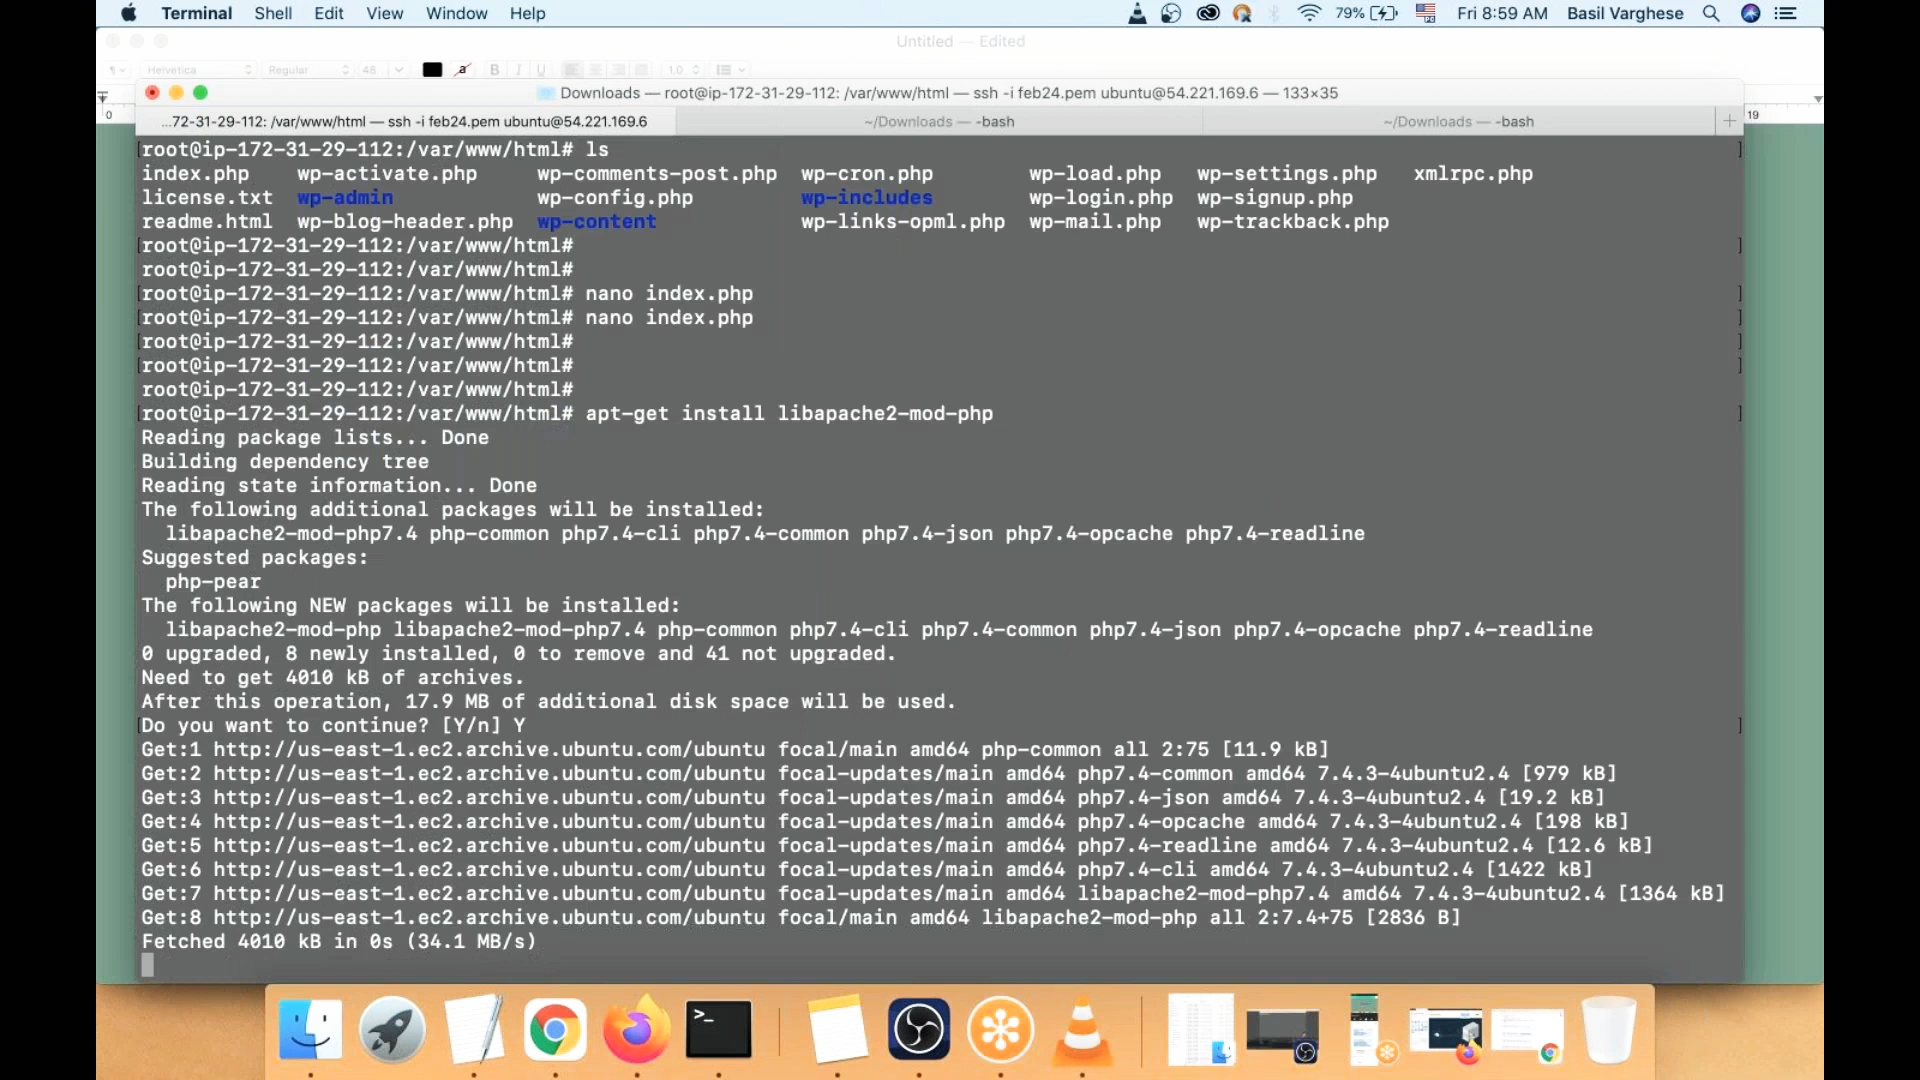 Terminal Shell Edit View Window Help 79% Fri 8:59 AM Basil Varghese
Untitled — Edited
Helvetica Regular 48 a B I U 1.0
Downloads — root@ip-172-31-29-112: /var/www/html — ssh -i feb24.pem ubuntu@54.221.169.6 — 133×35
0 19
...72-31-29-112: /var/www/html — ssh -i feb24.pem ubuntu@54.221.169.6 ~/Downloads — -bash ~/Downloads — -bash +
root@ip-172-31-29-112:/var/www/html# ls
index.php wp-activate.php wp-comments-post.php wp-cron.php wp-load.php wp-settings.php xmlrpc.php
license.txt wp-admin wp-config.php wp-includes wp-login.php wp-signup.php
readme.html wp-blog-header.php wp-content wp-links-opml.php wp-mail.php wp-trackback.php
root@ip-172-31-29-112:/var/www/html#
root@ip-172-31-29-112:/var/www/html#
root@ip-172-31-29-112:/var/www/html# nano index.php
root@ip-172-31-29-112:/var/www/html# nano index.php
root@ip-172-31-29-112:/var/www/html#
root@ip-172-31-29-112:/var/www/html#
root@ip-172-31-29-112:/var/www/html#
root@ip-172-31-29-112:/var/www/html# apt-get install libapache2-mod-php
Reading package lists... Done
Building dependency tree
Reading state information... Done
The following additional packages will be installed:
libapache2-mod-php7.4 php-common php7.4-cli php7.4-common php7.4-json php7.4-opcache php7.4-readline
Suggested packages:
php-pear
The following NEW packages will be installed:
libapache2-mod-php libapache2-mod-php7.4 php-common php7.4-cli php7.4-common php7.4-json php7.4-opcache php7.4-readline
0 upgraded, 8 newly installed, 0 to remove and 41 not upgraded.
Need to get 4010 kB of archives.
After this operation, 17.9 MB of additional disk space will be used.
Do you want to continue? [Y/n] Y
Get:1 http://us-east-1.ec2.archive.ubuntu.com/ubuntu focal/main amd64 php-common all 2:75 [11.9 kB]
Get:2 http://us-east-1.ec2.archive.ubuntu.com/ubuntu focal-updates/main amd64 php7.4-common amd64 7.4.3-4ubuntu2.4 [979 kB]
Get:3 http://us-east-1.ec2.archive.ubuntu.com/ubuntu focal-updates/main amd64 php7.4-json amd64 7.4.3-4ubuntu2.4 [19.2 kB]
Get:4 http://us-east-1.ec2.archive.ubuntu.com/ubuntu focal-updates/main amd64 php7.4-opcache amd64 7.4.3-4ubuntu2.4 [198 kB]
Get:5 http://us-east-1.ec2.archive.ubuntu.com/ubuntu focal-updates/main amd64 php7.4-readline amd64 7.4.3-4ubuntu2.4 [12.6 kB]
Get:6 http://us-east-1.ec2.archive.ubuntu.com/ubuntu focal-updates/main amd64 php7.4-cli amd64 7.4.3-4ubuntu2.4 [1422 kB]
Get:7 http://us-east-1.ec2.archive.ubuntu.com/ubuntu focal-updates/main amd64 libapache2-mod-php7.4 amd64 7.4.3-4ubuntu2.4 [1364 kB]
Get:8 http://us-east-1.ec2.archive.ubuntu.com/ubuntu focal/main amd64 libapache2-mod-php all 2:7.4+75 [2836 B]
Fetched 4010 kB in 0s (34.1 MB/s)
>_